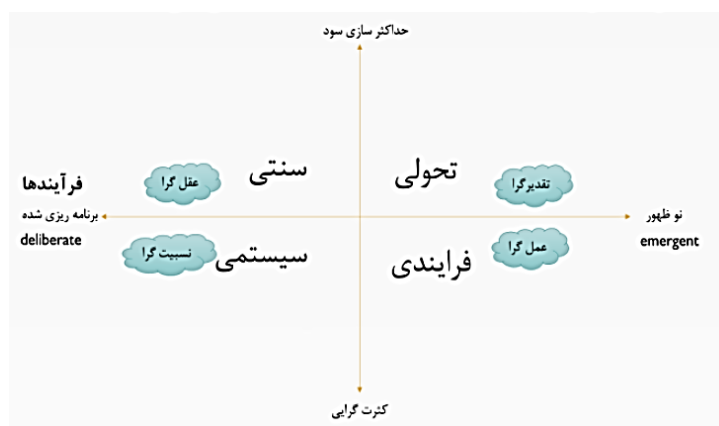 حداکثر سازی سود
تحولی
سنتی
تقدیرگرا
عقل گرا
فرآیندها
نو ظهور
برنامه ریزی شده
emergent
deliberate
عمل گرا
فرایندی
سیستمی
نسبیت گرا
کثرت گرایی